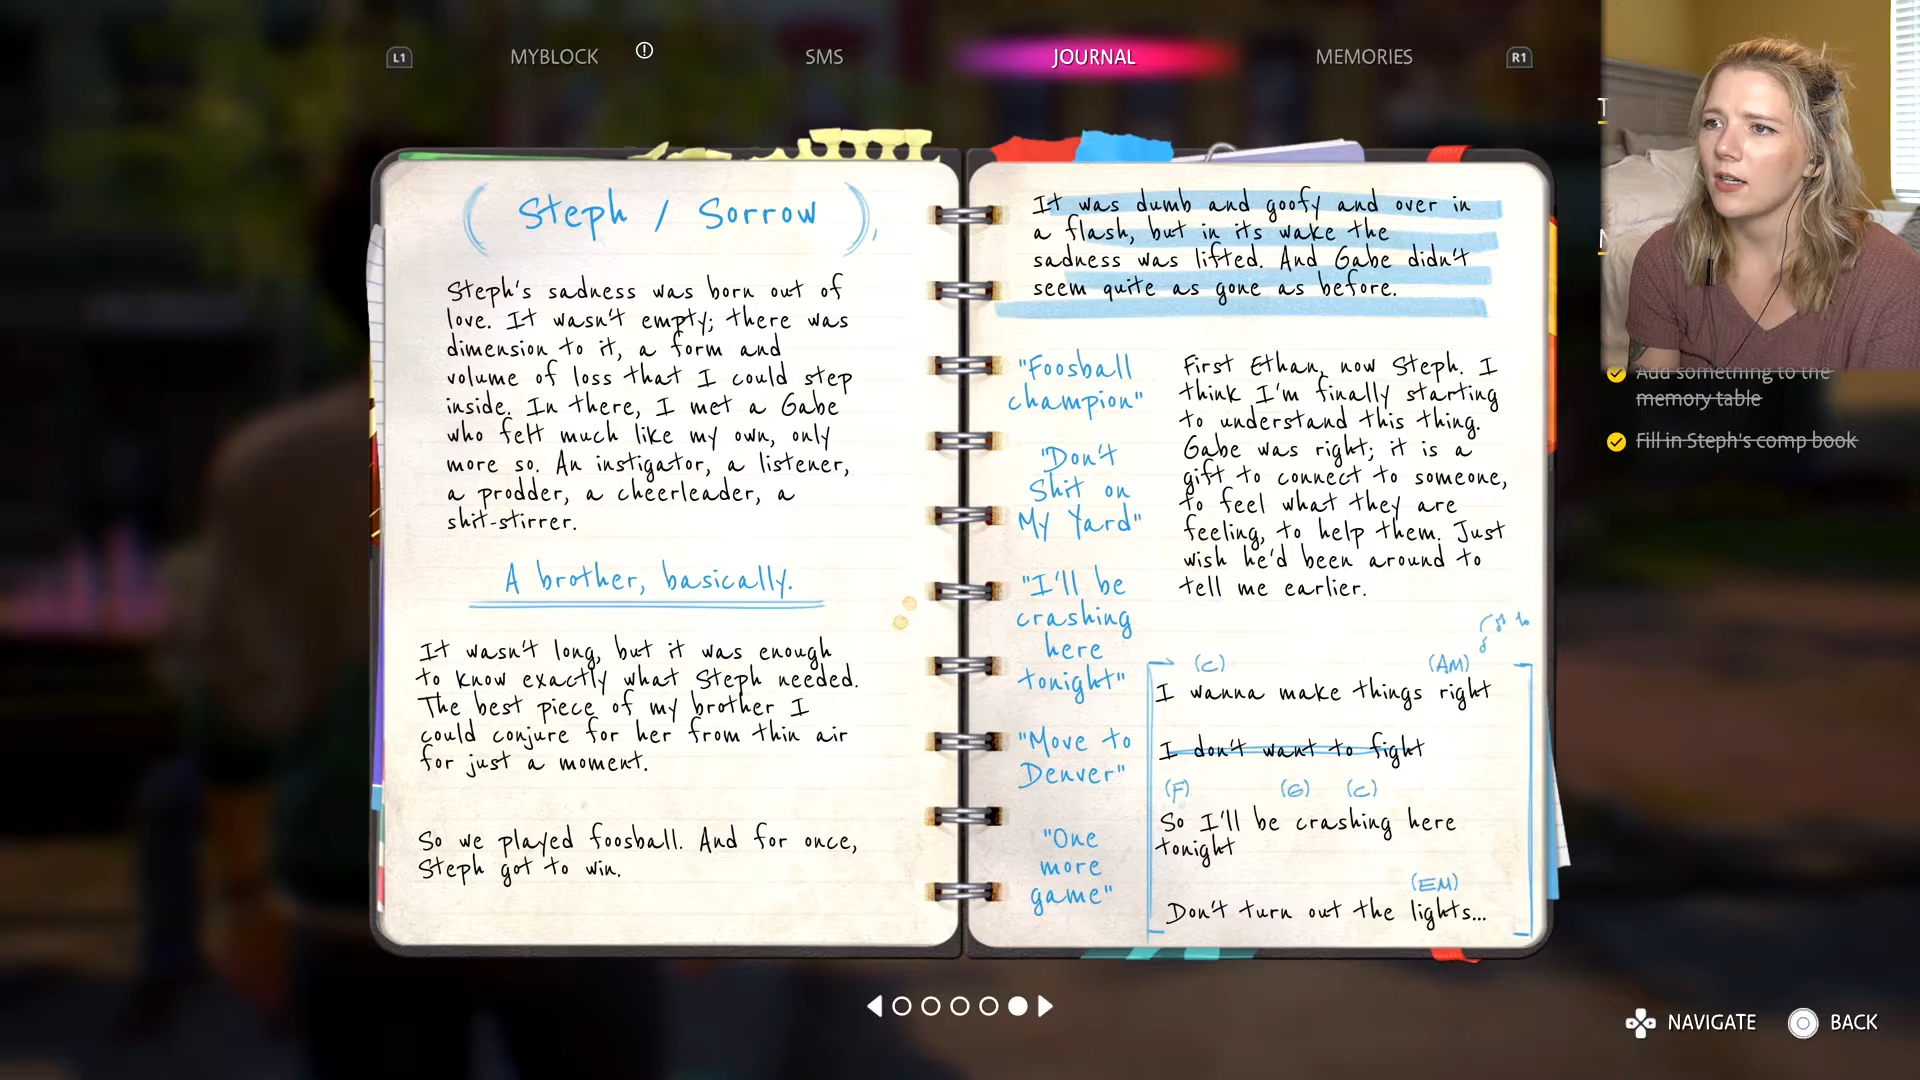 L1
MYBLOCK
SMS
JOURNAL
MEMORIES
R1
(Steph / Sorrow)
Steph's sadness was born out of
love. It wasn't empty; there was
dimension to it, a form and
volume of loss that I could step
inside. In there, I met a Gabe
who felt much like my own, only
more so. An instigator, a listener,
a prodder, a cheerleader, a
shit-stirrer.
A brother, basically.
It wasn't long, but it was enough
to know exactly what Steph needed.
The best piece of my brother I
could conjure for her from thin air
for just a moment.
So we played foosball. And for once,
Steph got to win.
It was dumb and goofy and over in
a flash, but in its wake the
sadness was lifted. And Gabe didn't
seem quite as gone as before.
"Foosball
champion"
"Don't
Shit on
My Yard"
"I'll be
crashing
here
tonight"
"Move to
Denver"
"One
more
game"
First Ethan, now Steph. I
think I'm finally starting
to understand this thing.
Gabe was right; it is a
gift to connect to someone,
to feel what they are
feeling, to help them. Just
wish he'd been around to
tell me earlier.
(C) (AM)
I wanna make things right
I don't want to fight
(F) (G) (C)
So I'll be crashing here
tonight
(EM)
Don't turn out the lights...
Add something to the
memory table
Fill in Steph's comp book
NAVIGATE
BACK